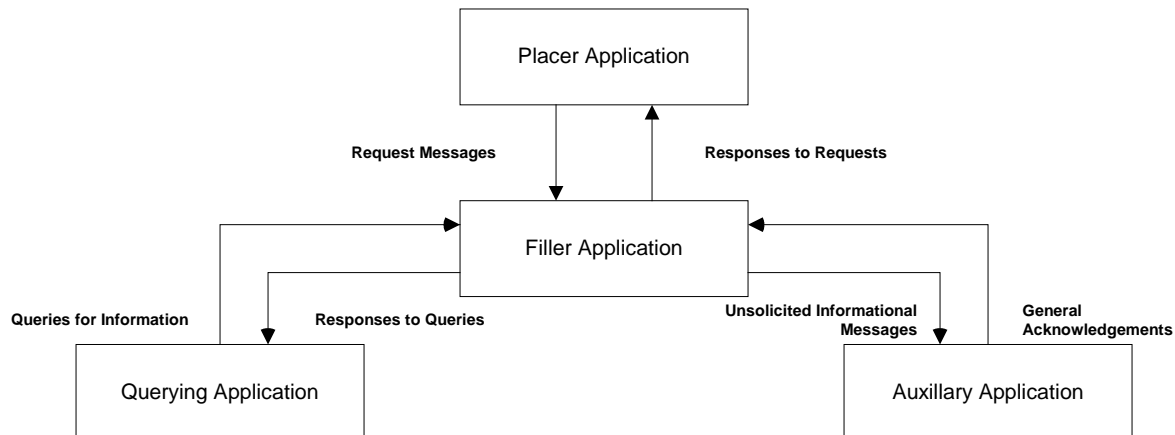 Placer Application
Request Messages
Responses to Requests
Filler Application
Queries for Information
Responses to Queries
Unsolicited Informational
Messages
General
Acknowledgements
Querying Application
Auxillary Application